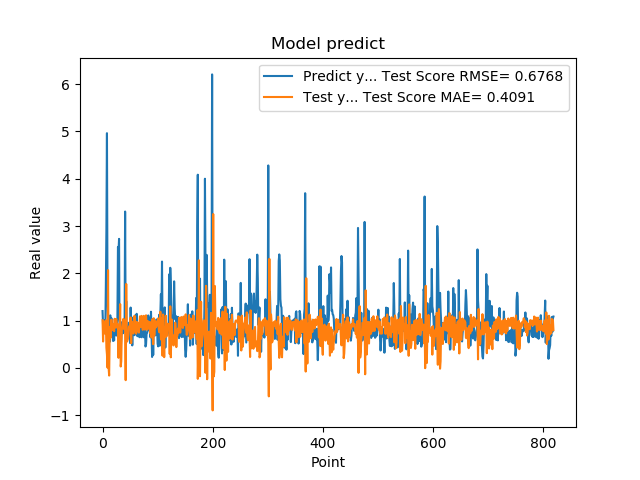 Model predict
Predict y... Test Score RMSE= 0.6768
Test y... Test Score MAE= 0.4091
6
5
4
3
2
1
0
−1
Real value
0 200 400 600 800
Point